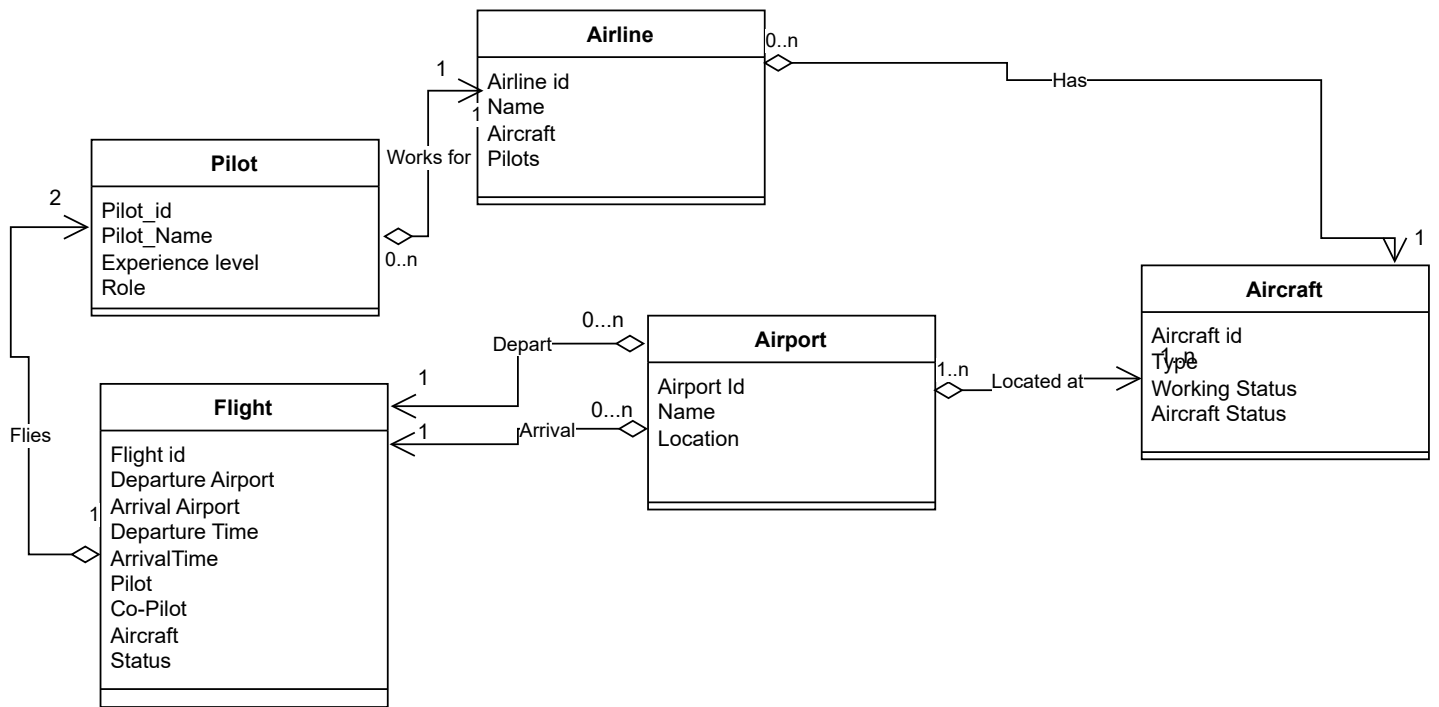 Airline
Airline id
Name
Aircraft
Pilots
0..n
Has
1
1
1
Works for
0..n
Pilot
Pilot_id
Pilot_Name
Experience level
Role
2
Flies
1
Flight
Flight id
Departure Airport
Arrival Airport
Departure Time
ArrivalTime
Pilot
Co-Pilot
Aircraft
Status
0...n
Depart
1
0...n
Arrival
1
Airport
Airport Id
Name
Location
1..n
Located at
1..n
Aircraft
Aircraft id
Type
Working Status
Aircraft Status